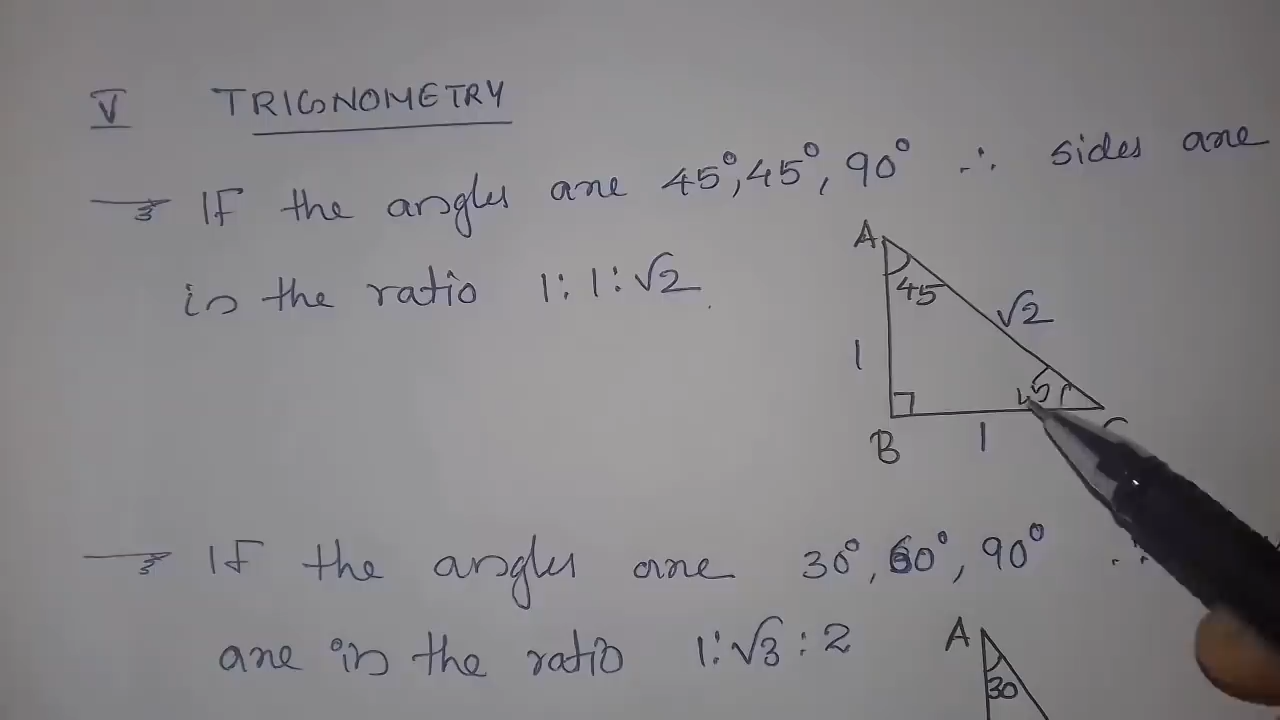 V TRIGNOMETRY
→ IF the angles are 45°, 45°, 90° ∴ sides are
in the ratio 1:1:√2
A
45
√2
1
45
B
1
C
→ IF the angles are 30°, 60°, 90° ∴
are in the ratio 1:√3:2
A
30